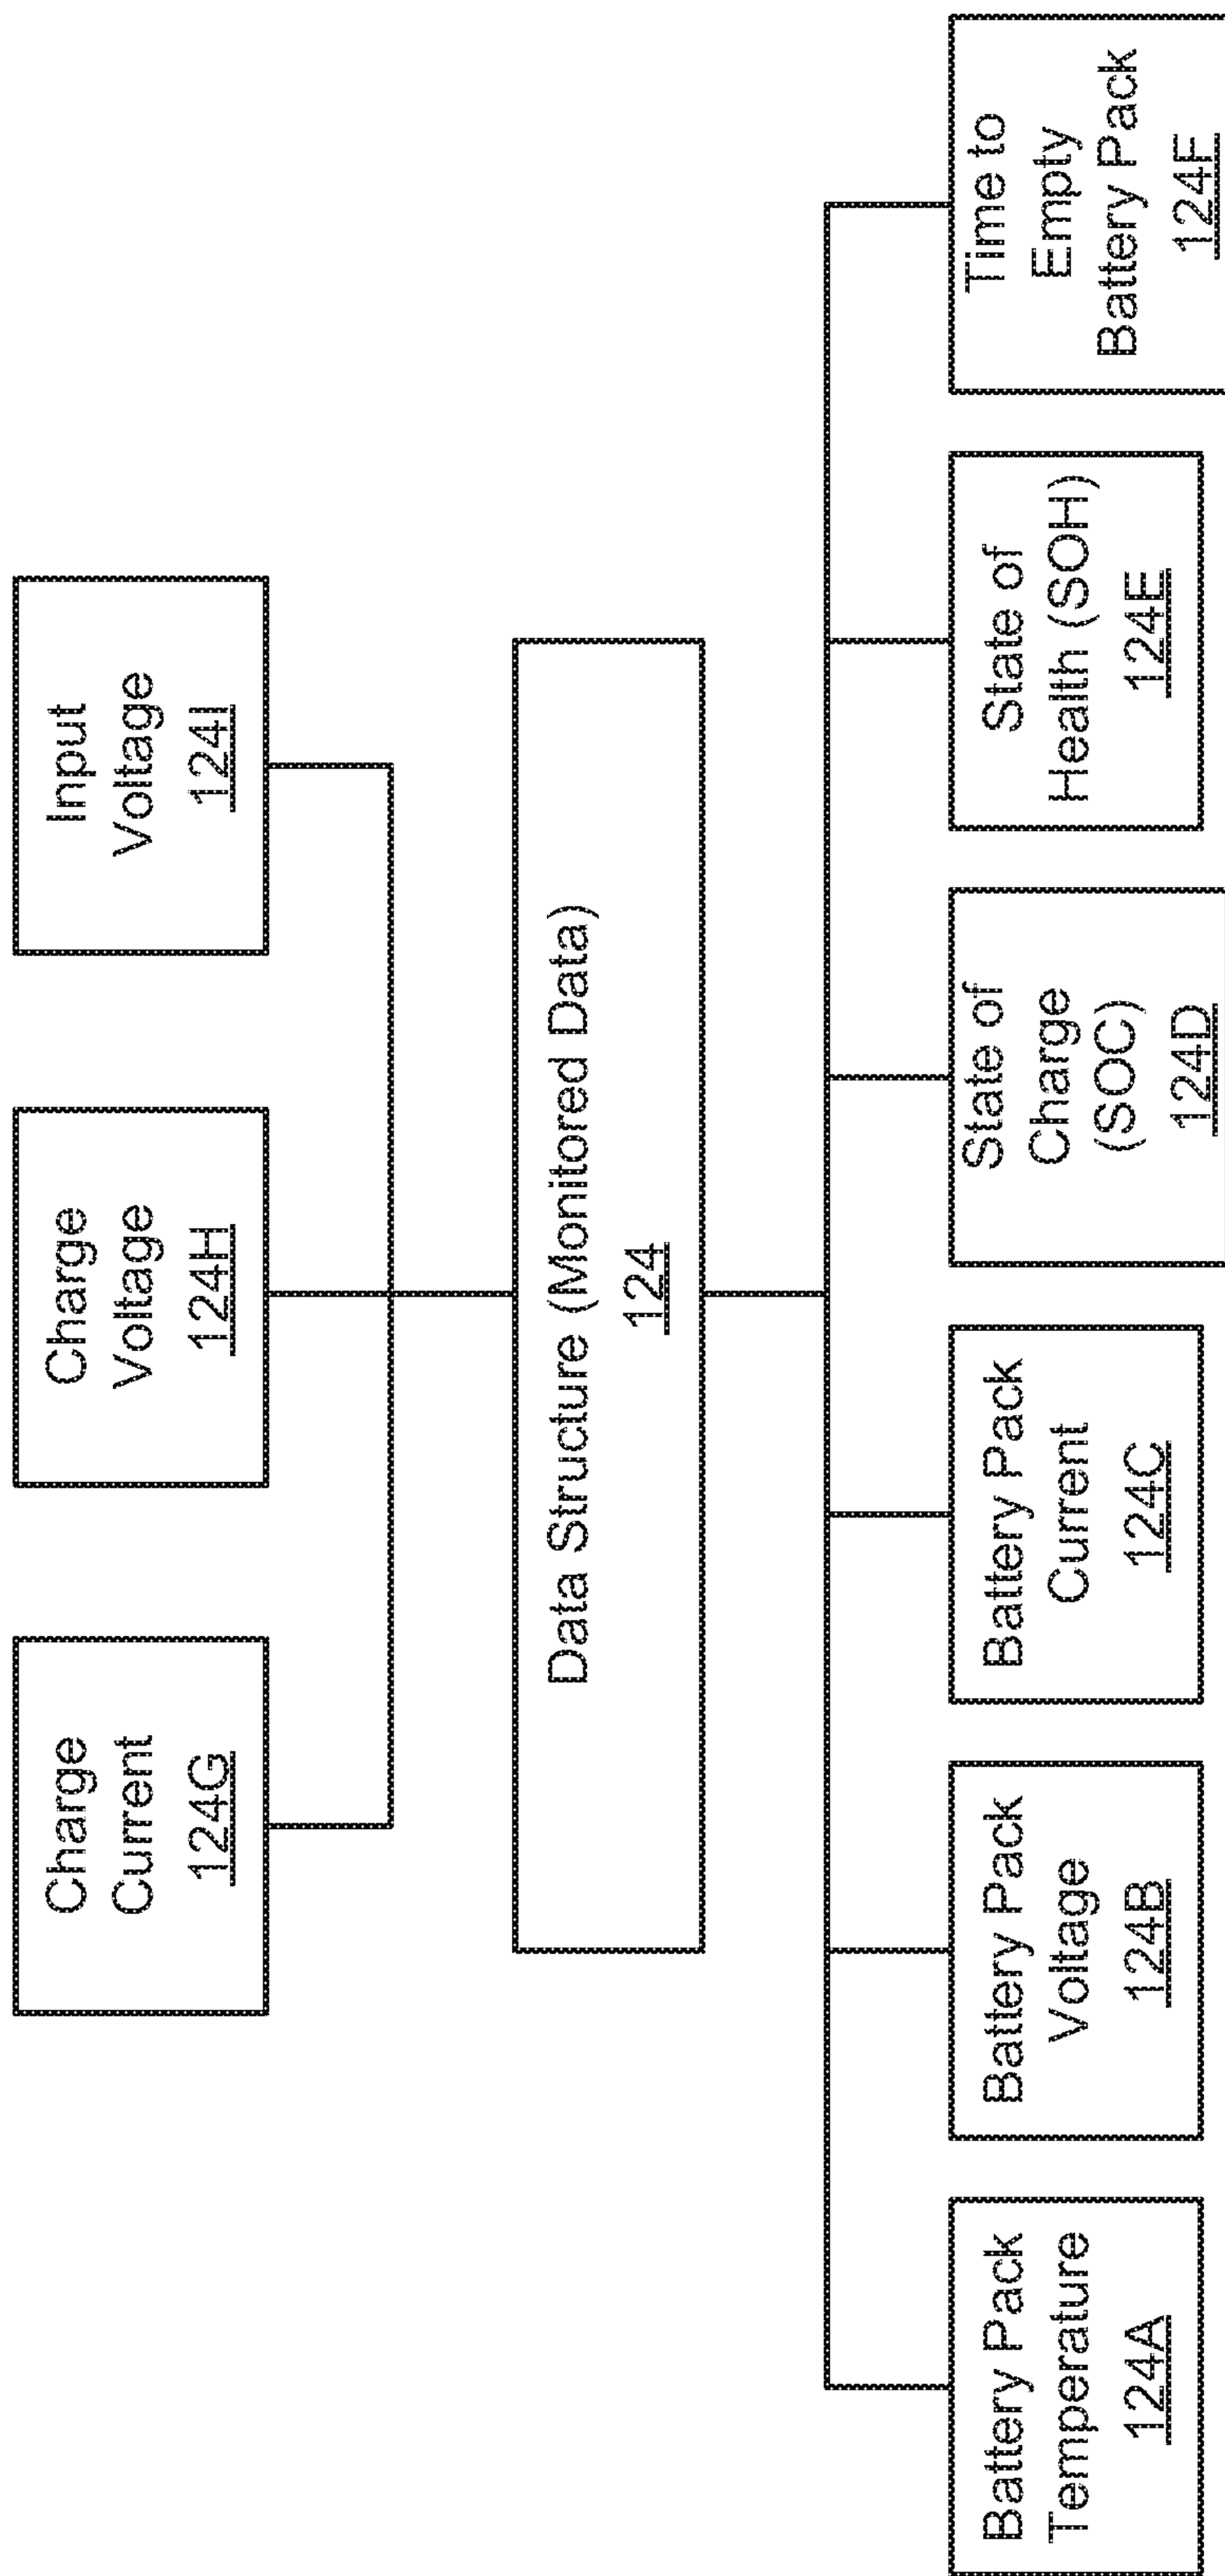 Charge
Current
124G
Charge
Voltage
124H
Input
Voltage
124I
Data Structure (Monitored Data)
124
Battery Pack
Temperature
124A
Battery Pack
Voltage
124B
Battery Pack
Current
124C
State of
Charge
(SOC)
124D
State of
Health (SOH)
124E
Time to
Empty
Battery Pack
124F